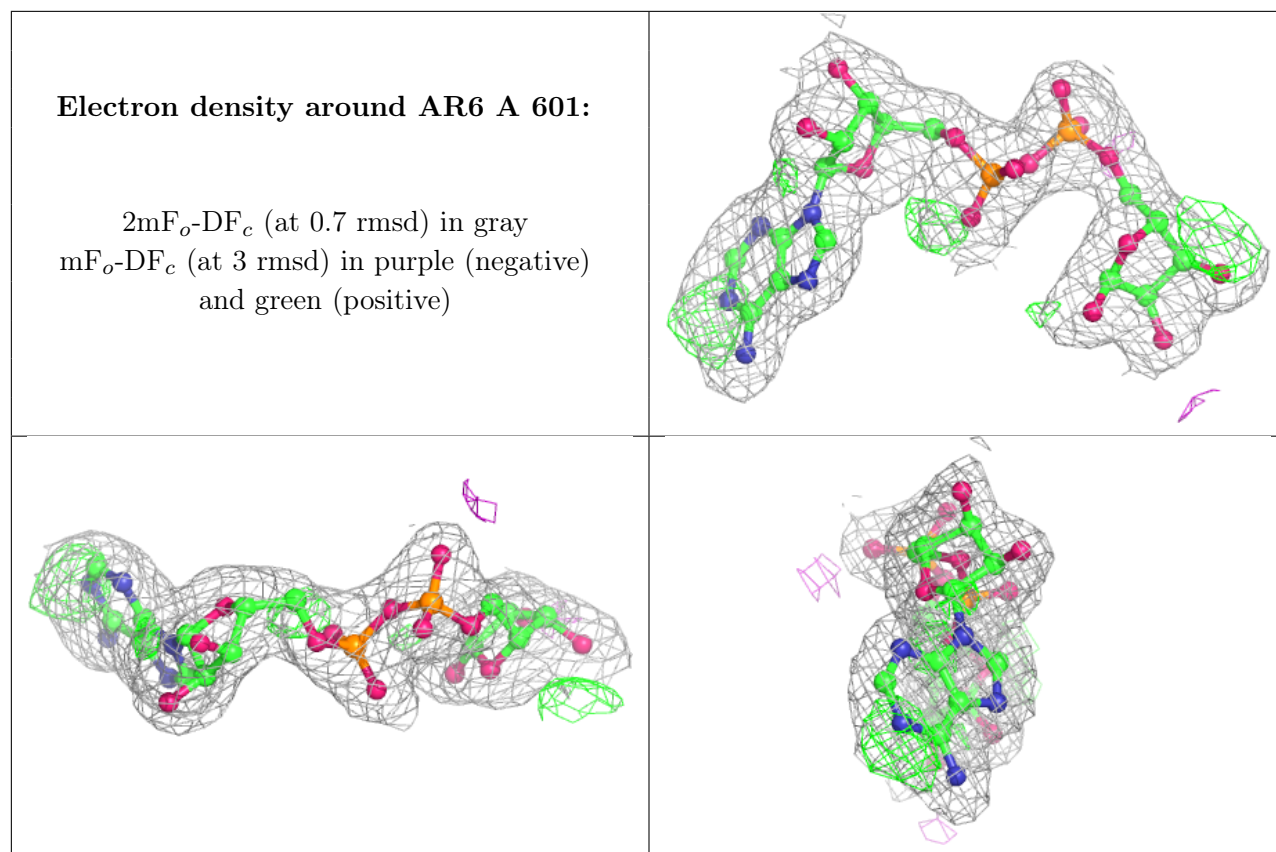 Electron density around AR6 A 601:
2mFo-DFc (at 0.7 rmsd) in gray
mFo-DFc (at 3 rmsd) in purple (negative)
and green (positive)